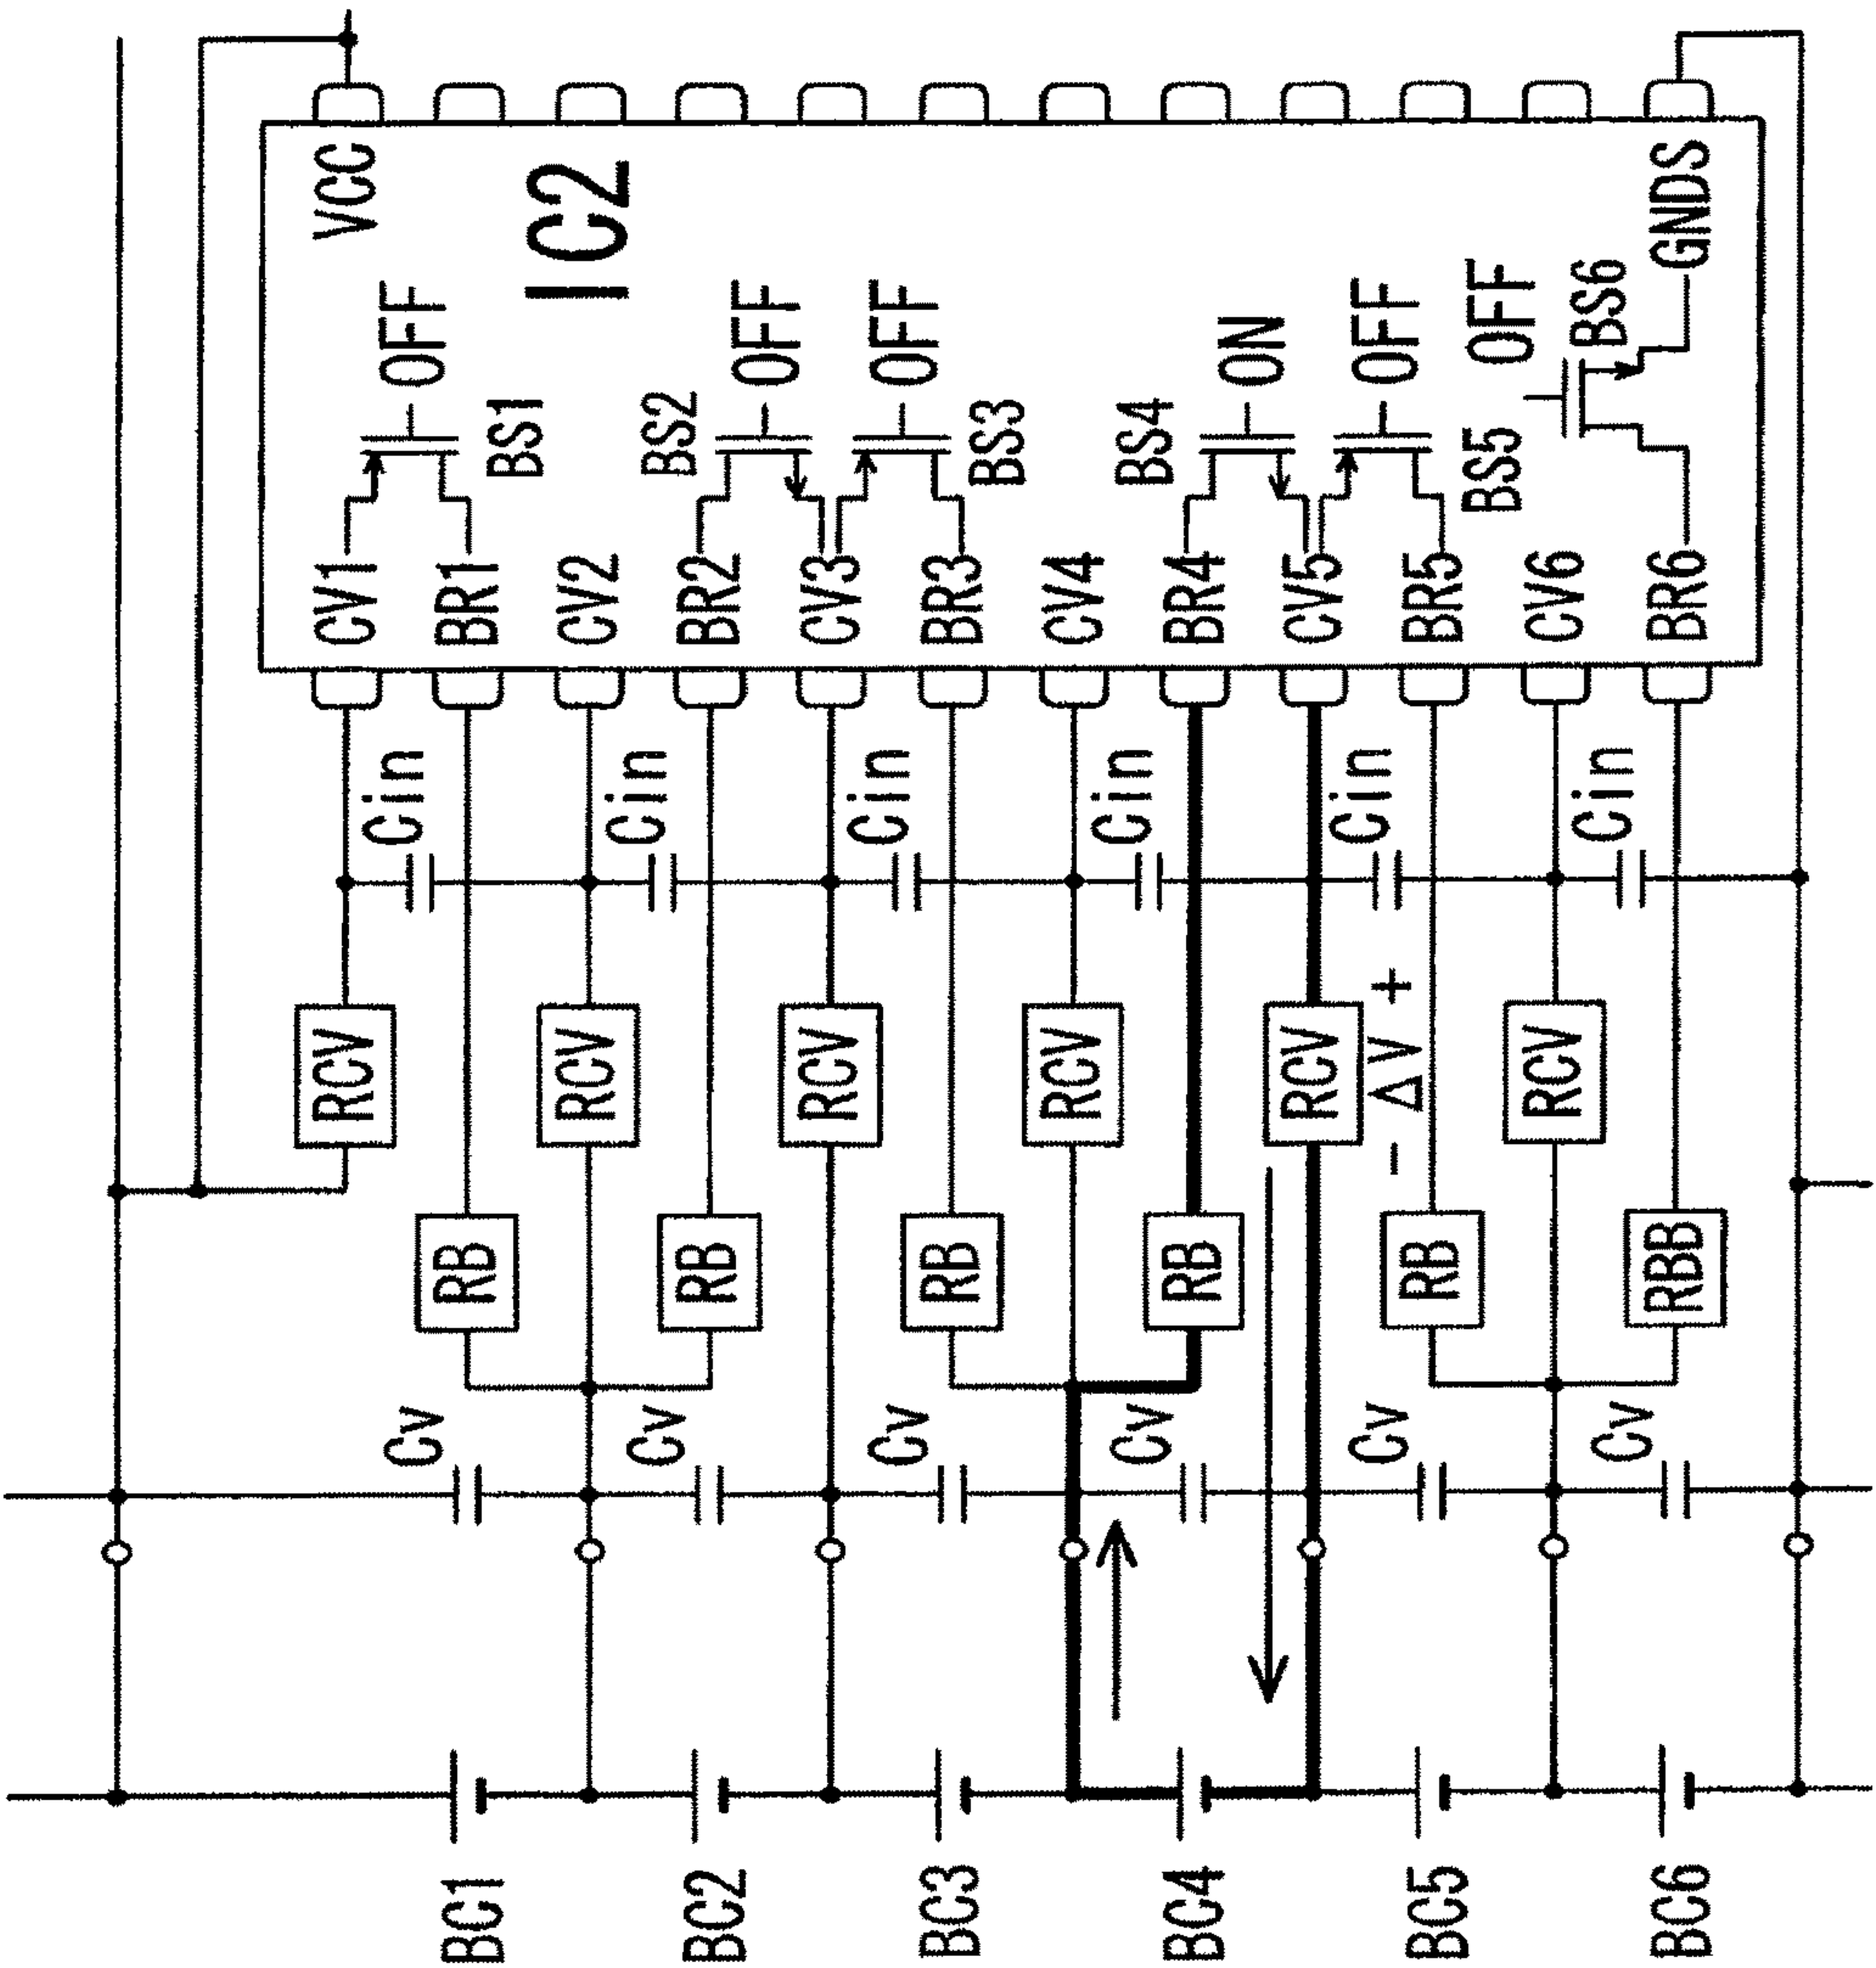 BC1
BC2
BC3
BC4
BC5
BC6
Cv
Cv
Cv
Cv
Cv
Cv
RB
RB
RB
RB
RB
RBB
RCV
RCV
RCV
RCV
RCV
RCV
- ΔV +
Cin
Cin
Cin
Cin
Cin
Cin
CV1
BR1
CV2
BR2
CV3
BR3
CV4
BR4
CV5
BR5
CV6
BR6
BS1
BS2
BS3
BS4
BS5
BS6
OFF
OFF
OFF
ON
OFF
OFF
IC2
VCC
GNDS